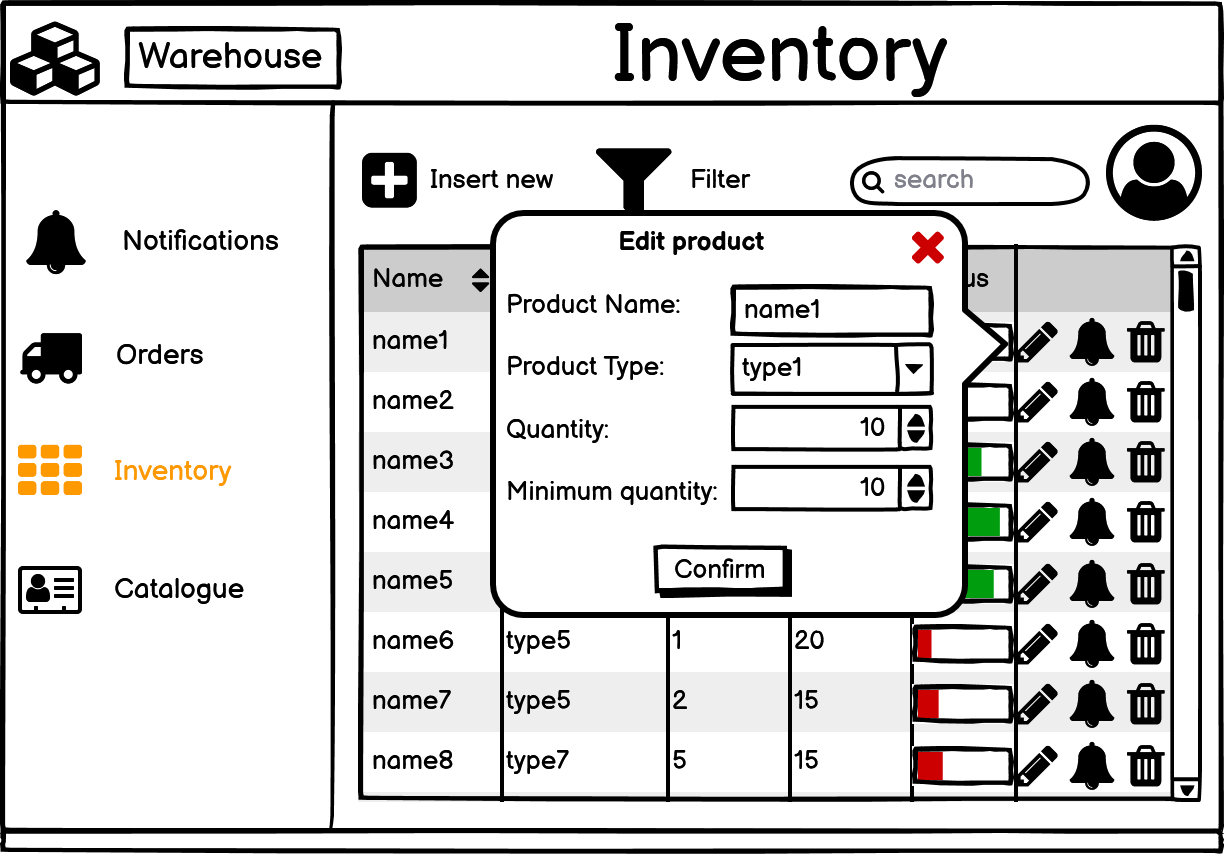 Warehouse
Inventory
Notifications
Orders
Inventory
Catalogue
Insert new
Filter
search
Name
us
Edit product
Product Name:
name1
Product Type:
type1
Quantity:
10
Minimum quantity:
10
Confirm
name1
name2
name3
name4
name5
name6 type5 1 20
name7 type5 2 15
name8 type7 5 15